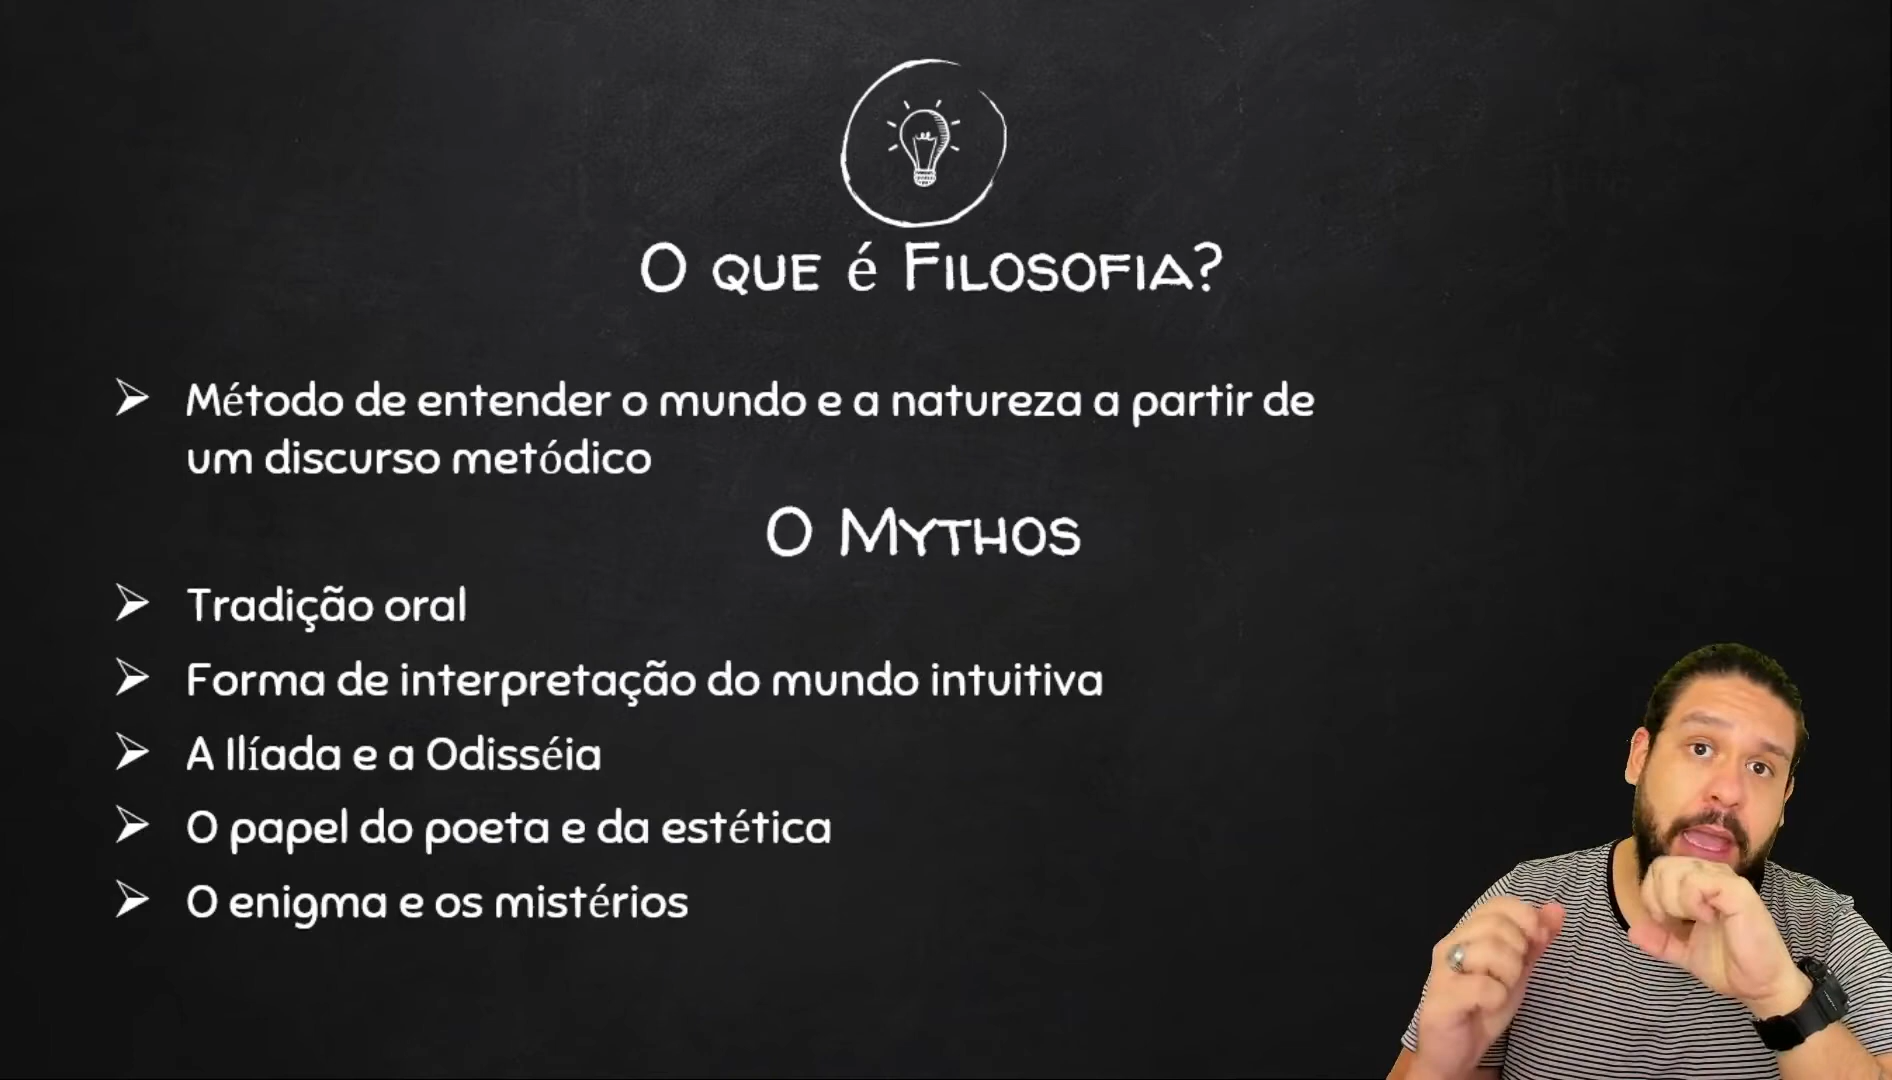 O que é Filosofia?
Método de entender o mundo e a natureza a partir de
um discurso metódico
O Mythos
Tradição oral
Forma de interpretação do mundo intuitiva
A Ilíada e a Odisséia
O papel do poeta e da estética
O enigma e os mistérios